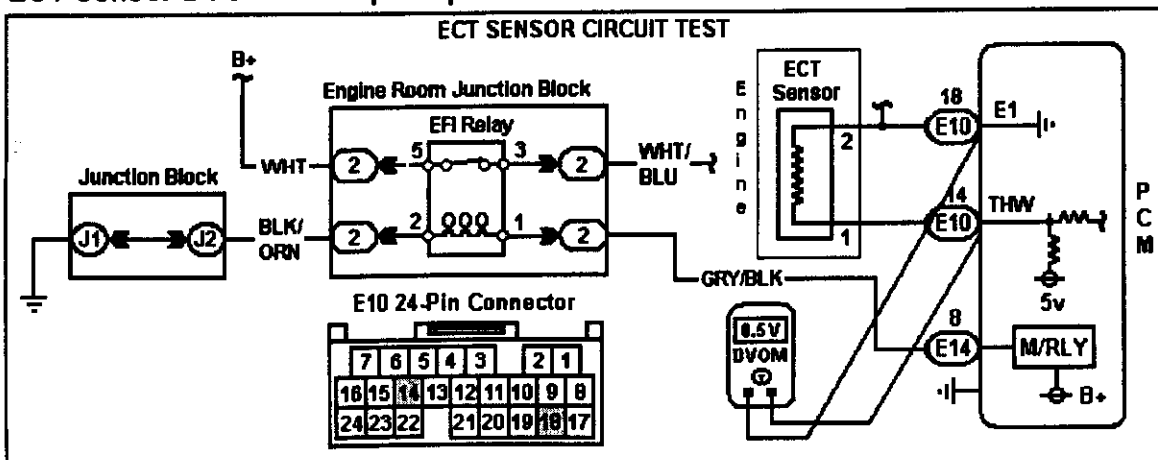 ECT SENSOR CIRCUIT TEST
B+
Engine Room Junction Block
EFI Relay
WHT
2
5
3
2
WHT/
BLU
Junction Block
J1
J2
BLK/
ORN
2
2
1
2
GRY/BLK
Engine
ECT
Sensor
2
1
18
E10
E1
14
E10
THW
5v
PCM
8
E14
M/RLY
B+
0.5V
DVOM
E10 24-Pin Connector
7 6 5 4 3 2 1
16 15 14 13 12 11 10 9 8
24 23 22 21 20 19 18 17